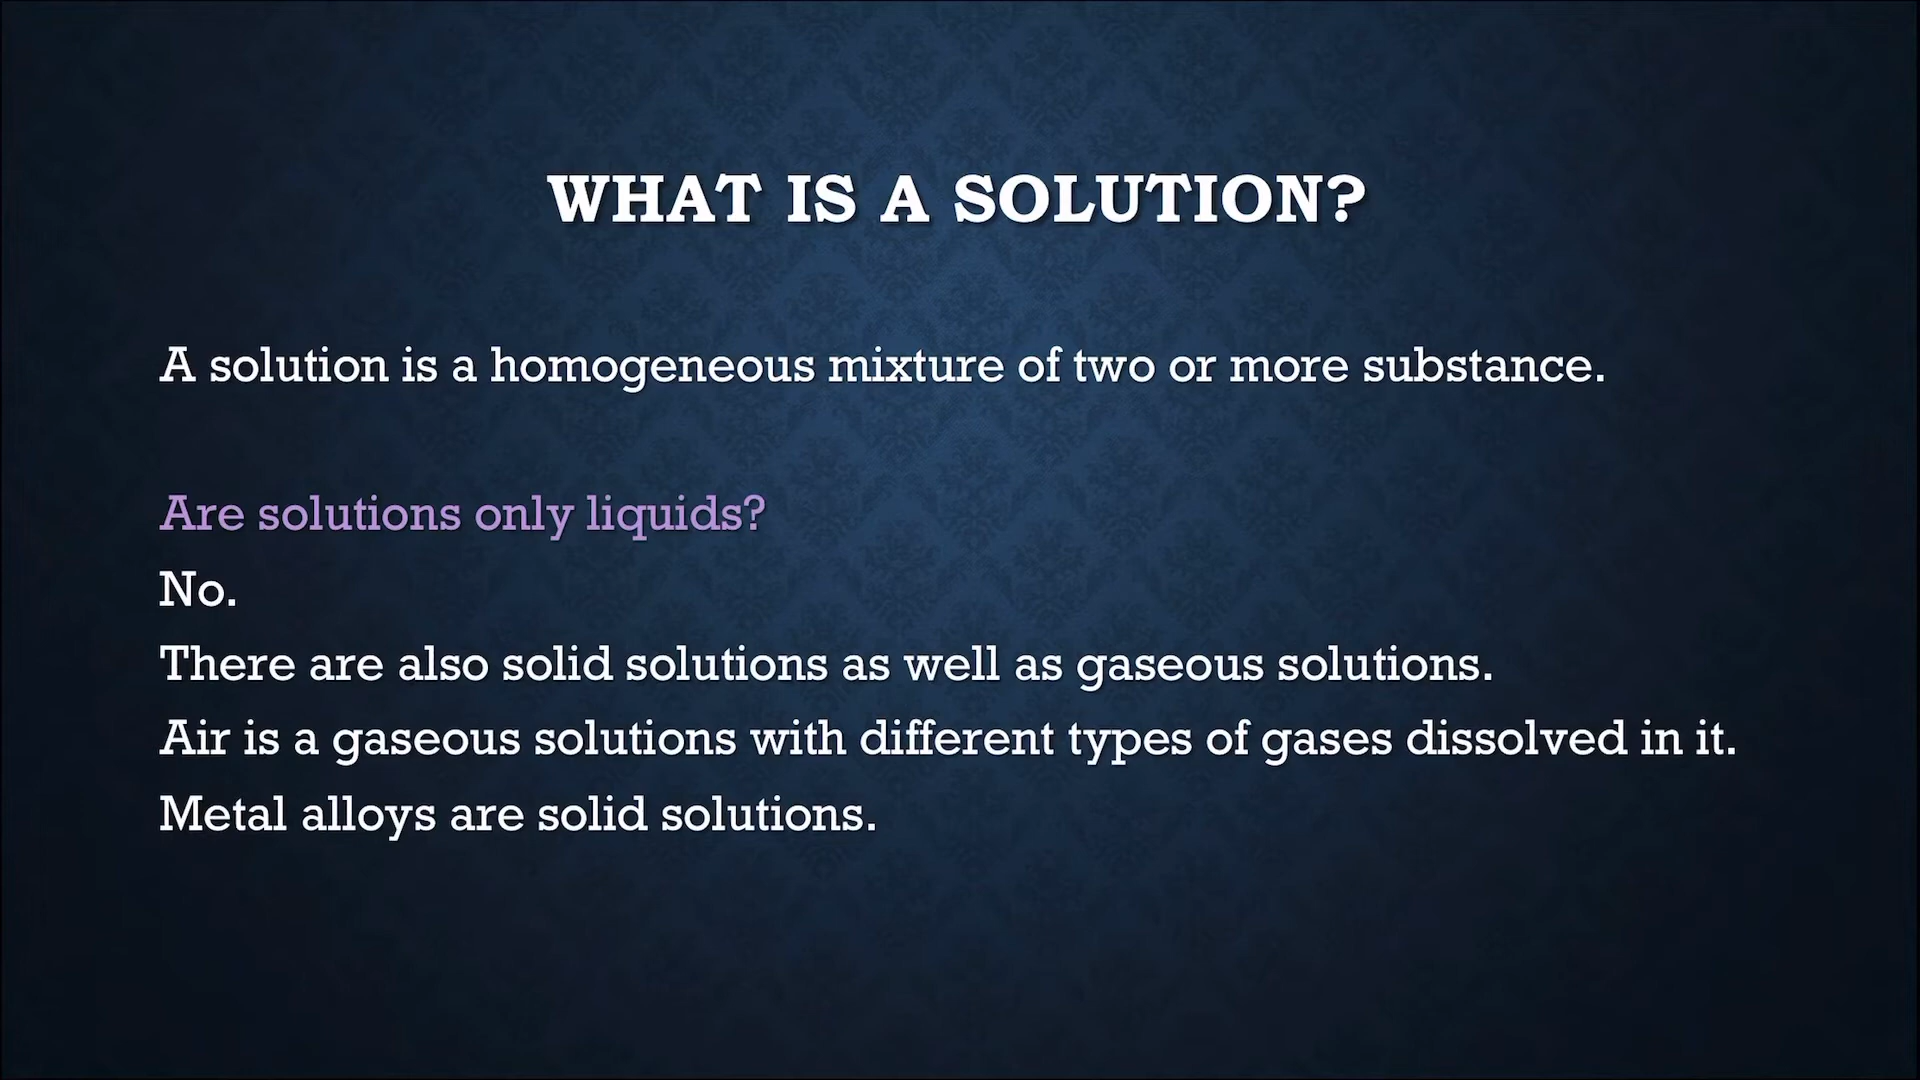 WHAT IS A SOLUTION?
A solution is a homogeneous mixture of two or more substance.
Are solutions only liquids?
No.
There are also solid solutions as well as gaseous solutions.
Air is a gaseous solutions with different types of gases dissolved in it.
Metal alloys are solid solutions.